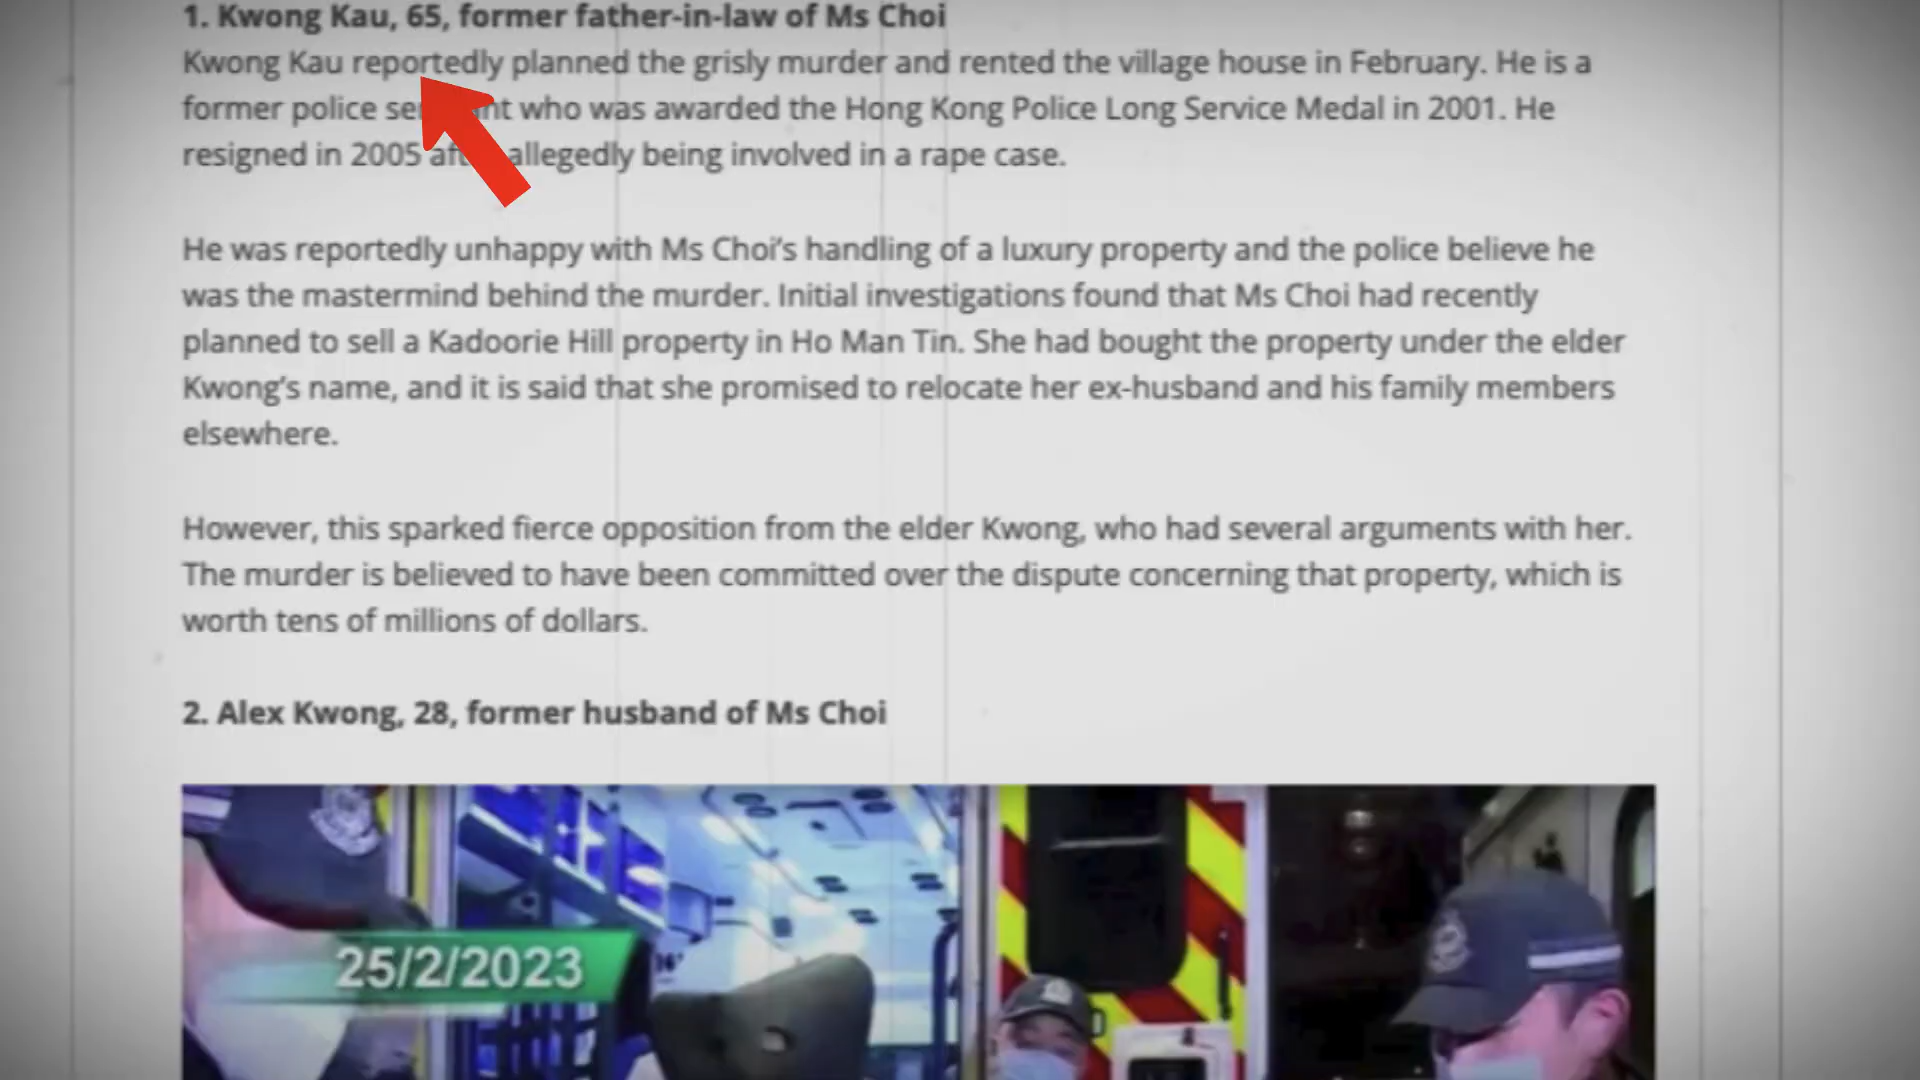 1. Kwong Kau, 65, former father-in-law of Ms Choi
Kwong Kau reportedly planned the grisly murder and rented the village house in February. He is a
former police who was awarded the Hong Kong Police Long Service Medal in 2001. He
resigned in 2005 allegedly being involved in a rape case.
He was reportedly unhappy with Ms Choi's handling of a luxury property and the police believe he
was the mastermind behind the murder. Initial investigations found that Ms Choi had recently
planned to sell a Kadoorie Hill property in Ho Man Tin. She had bought the property under the elder
Kwong's name, and it is said that she promised to relocate her ex-husband and his family members
elsewhere.
However, this sparked fierce opposition from the elder Kwong, who had several arguments with her.
The murder is believed to have been committed over the dispute concerning that property, which is
worth tens of millions of dollars.
2. Alex Kwong, 28, former husband of Ms Choi
25/2/2023